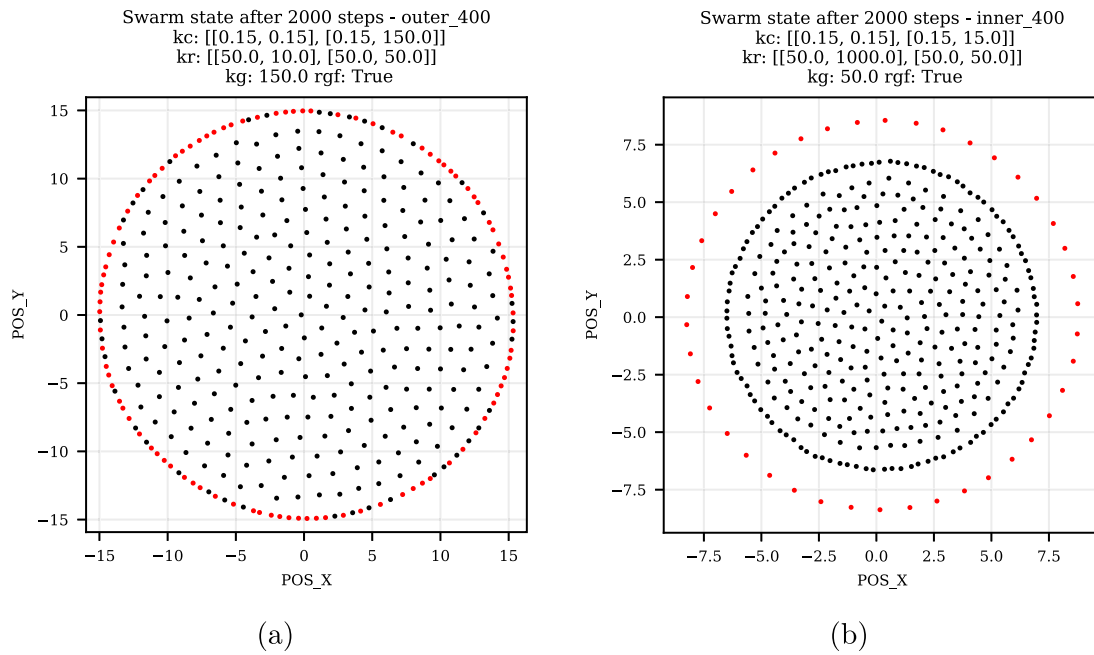 Swarm state after 2000 steps - outer_400
kc: [[0.15, 0.15], [0.15, 150.0]]
kr: [[50.0, 10.0], [50.0, 50.0]]
kg: 150.0 rgf: True
15
10
5
0
−5
−10
−15
POS_Y
−15 −10 −5 0 5 10 15
POS_X
(a)
Swarm state after 2000 steps - inner_400
kc: [[0.15, 0.15], [0.15, 15.0]]
kr: [[50.0, 1000.0], [50.0, 50.0]]
kg: 50.0 rgf: True
7.5
5.0
2.5
0.0
−2.5
−5.0
−7.5
POS_Y
−7.5 −5.0 −2.5 0.0 2.5 5.0 7.5
POS_X
(b)